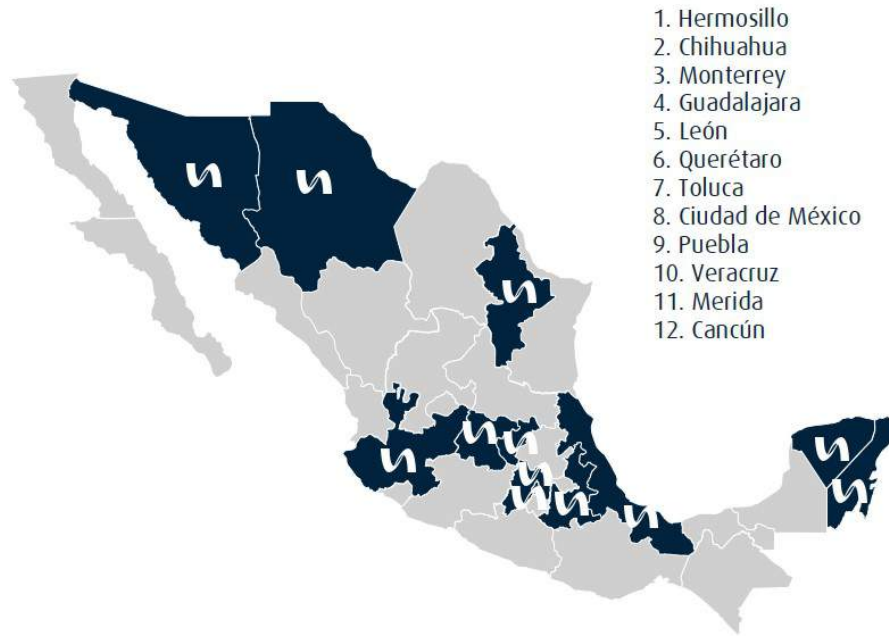 1. Hermosillo
2. Chihuahua
3. Monterrey
4. Guadalajara
5. León
6. Querétaro
7. Toluca
8. Ciudad de México
9. Puebla
10. Veracruz
11. Merida
12. Cancún